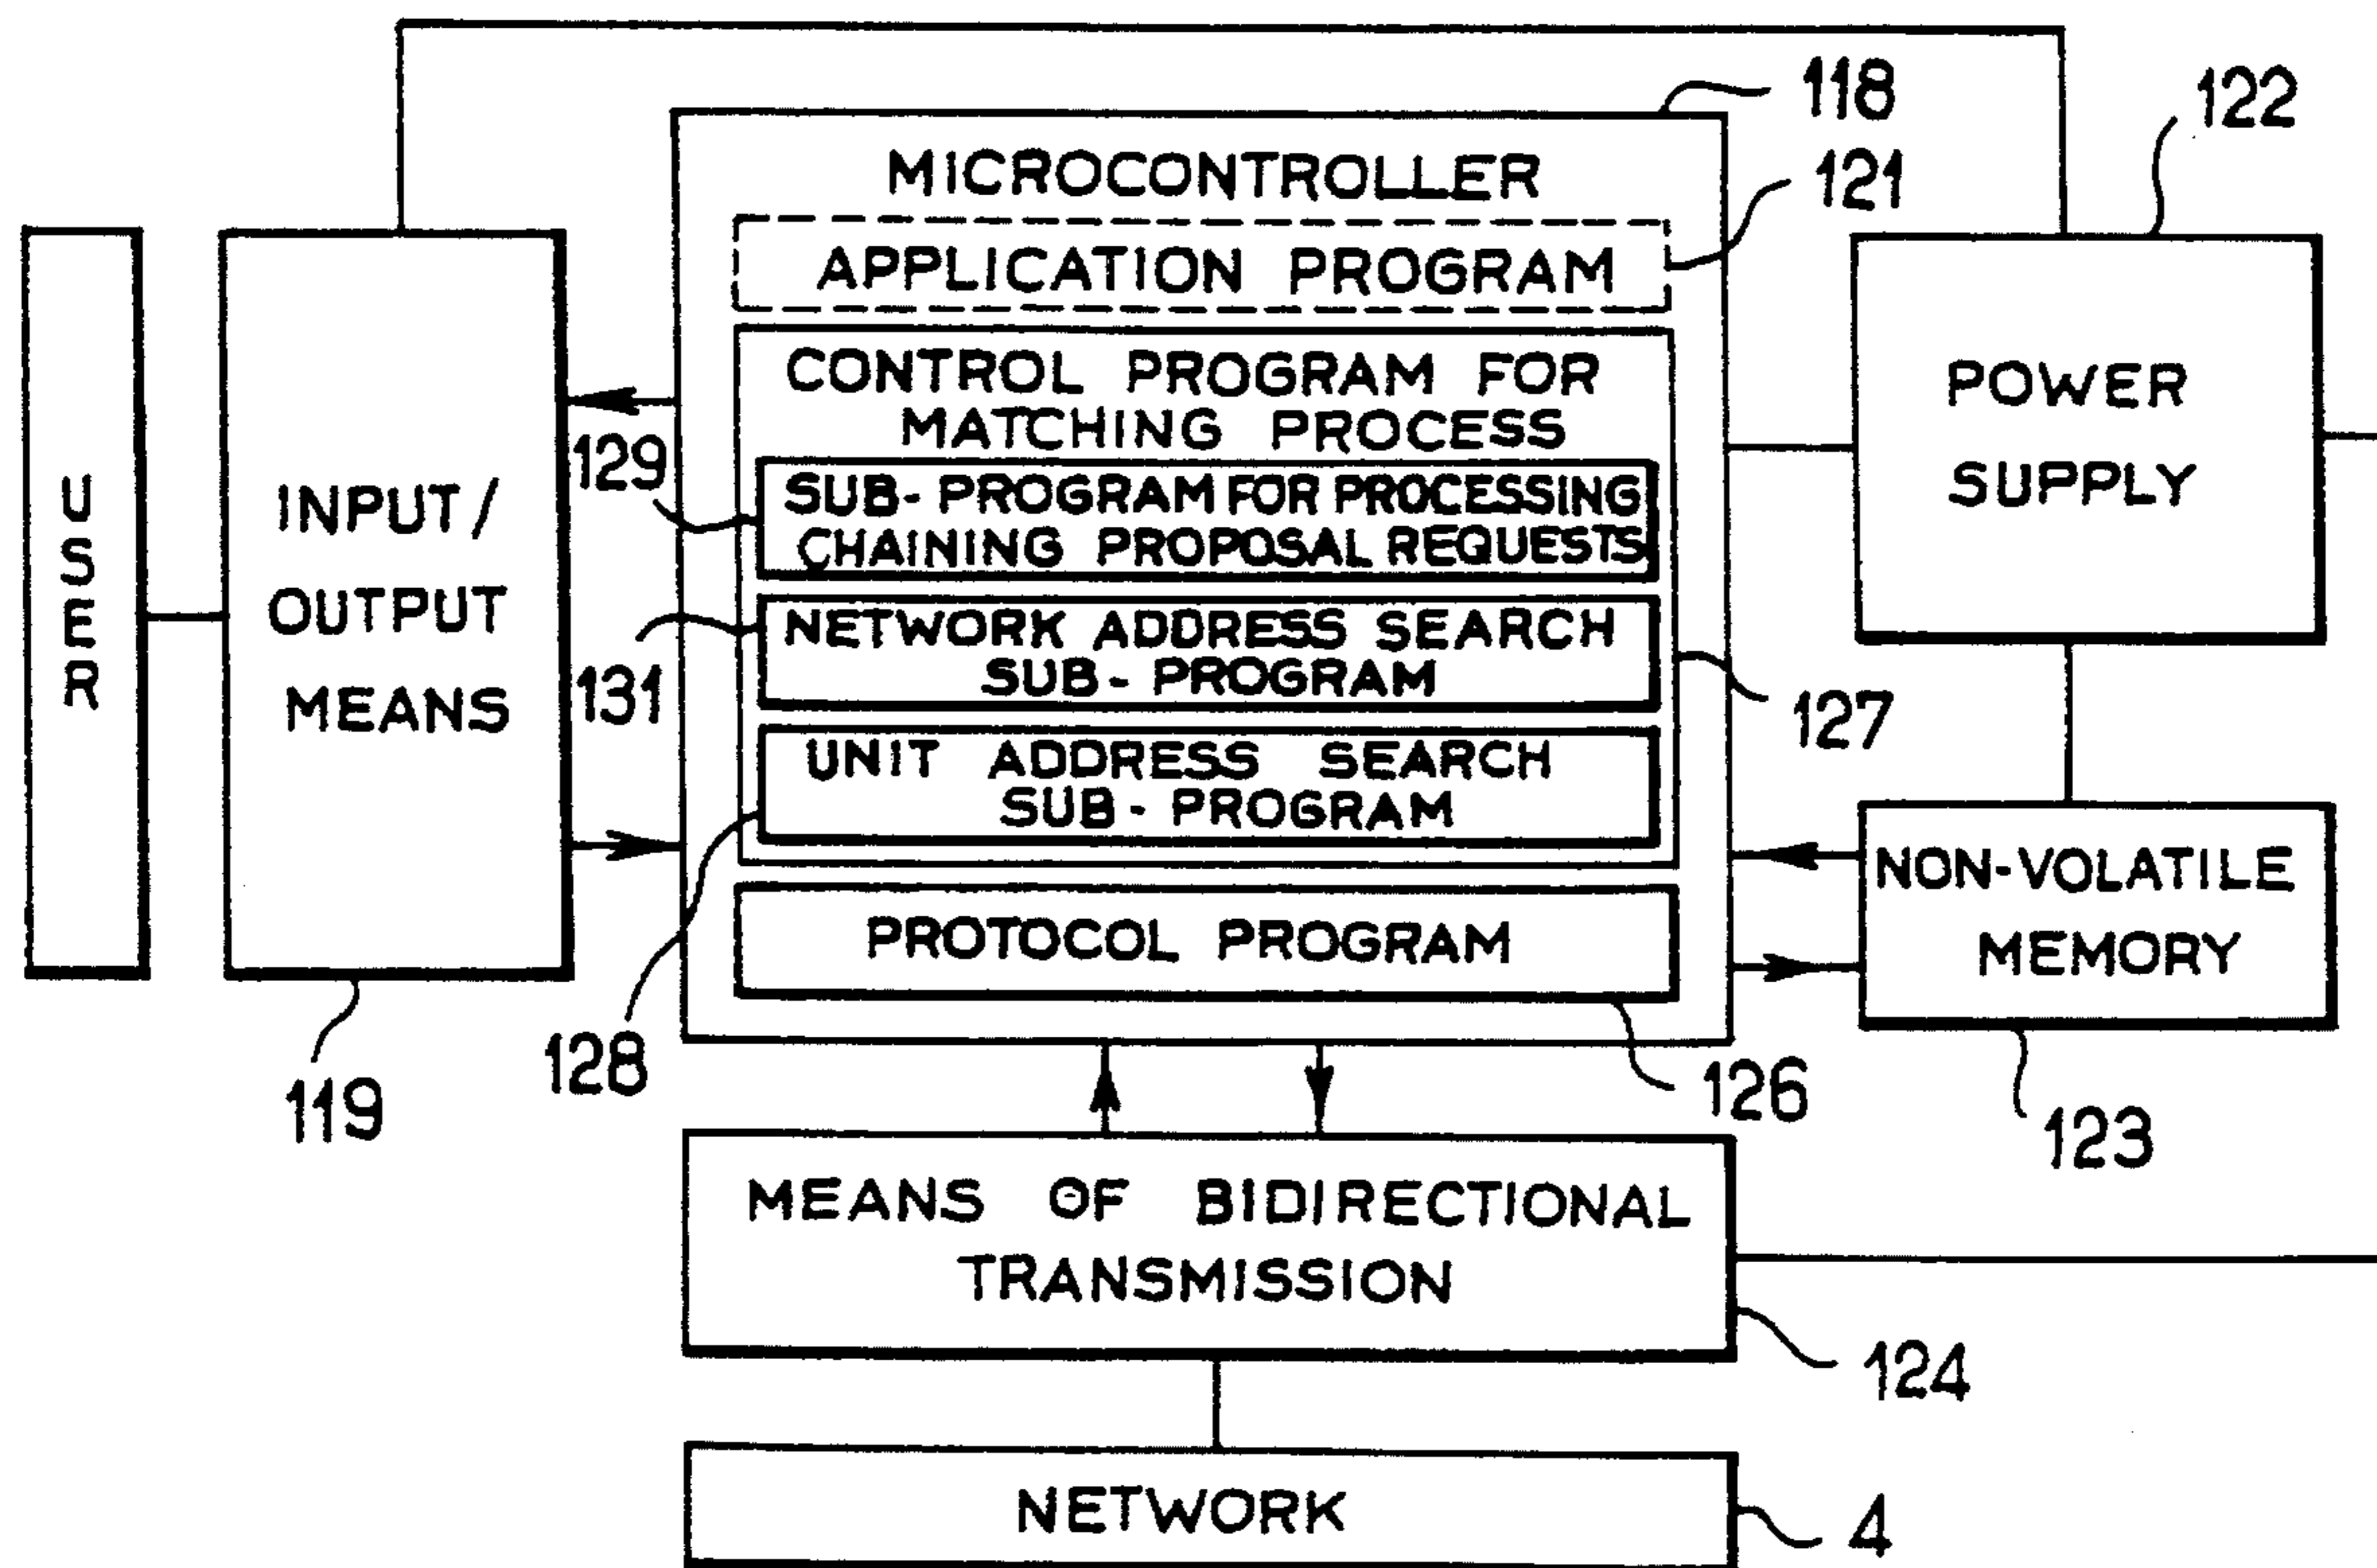 118
122
MICROCONTROLLER
121
APPLICATION PROGRAM
CONTROL PROGRAM FOR
MATCHING PROCESS
129
SUB-PROGRAM FOR PROCESSING
CHAINING PROPOSAL REQUESTS
131
NETWORK ADDRESS SEARCH
SUB-PROGRAM
127
UNIT ADDRESS SEARCH
SUB-PROGRAM
128
PROTOCOL PROGRAM
126
USER
INPUT/
OUTPUT
MEANS
119
POWER
SUPPLY
NON-VOLATILE
MEMORY
123
MEANS OF BIDIRECTIONAL
TRANSMISSION
124
NETWORK
4